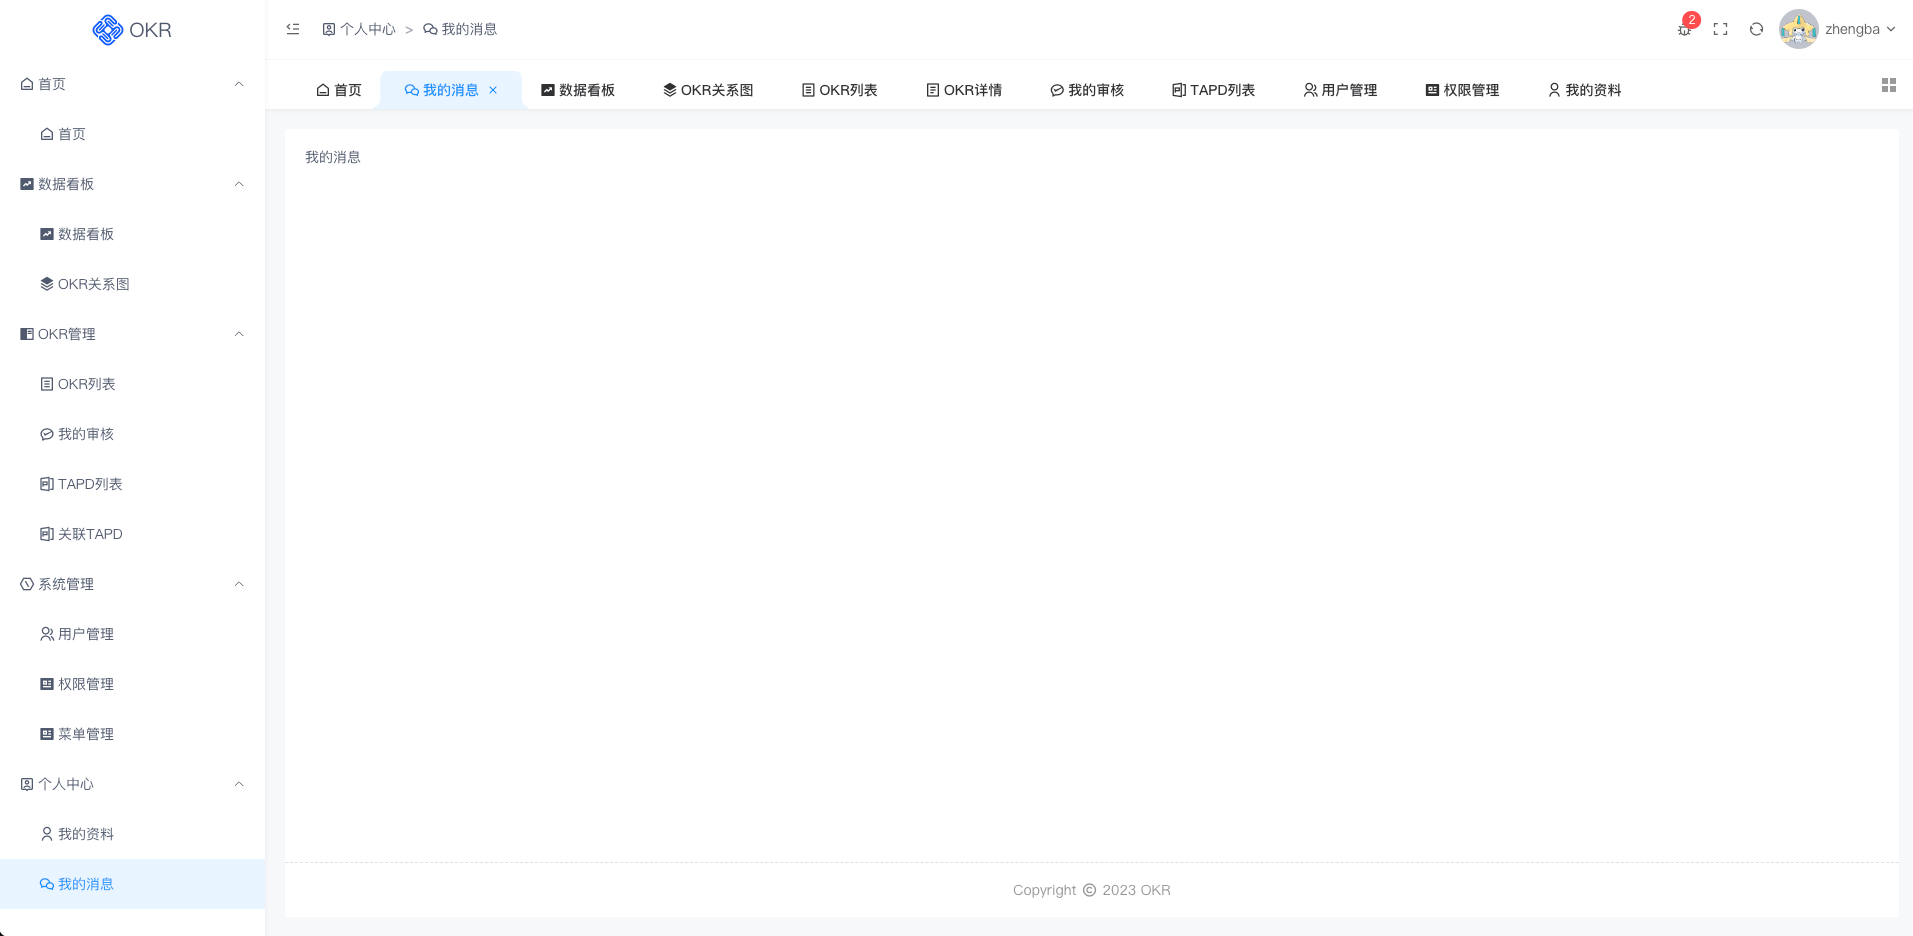 OKR
首页
首页
数据看板
数据看板
OKR关系图
OKR管理
OKR列表
我的审核
TAPD列表
关联TAPD
系统管理
用户管理
权限管理
菜单管理
个人中心
我的资料
我的消息
个人中心 > 我的消息
2
zhengba
首页 我的消息 × 数据看板 OKR关系图 OKR列表 OKR详情 我的审核 TAPD列表 用户管理 权限管理 我的资料
我的消息
Copyright © 2023 OKR